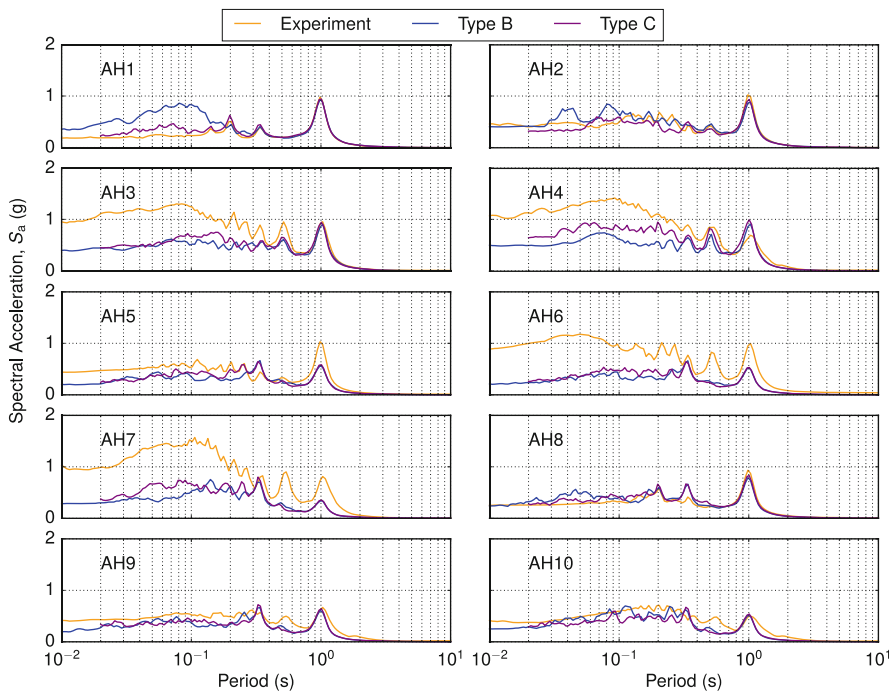 Experiment Type B Type C
2
1
0
AH1
AH2
2
1
0
AH3
AH4
2
1
0
AH5
AH6
2
1
0
AH7
AH8
2
1
0
AH9
AH10
Spectral Acceleration, Sa (g)
10⁻² 10⁻¹ 10⁰ 10¹
10⁻² 10⁻¹ 10⁰ 10¹
Period (s)
Period (s)